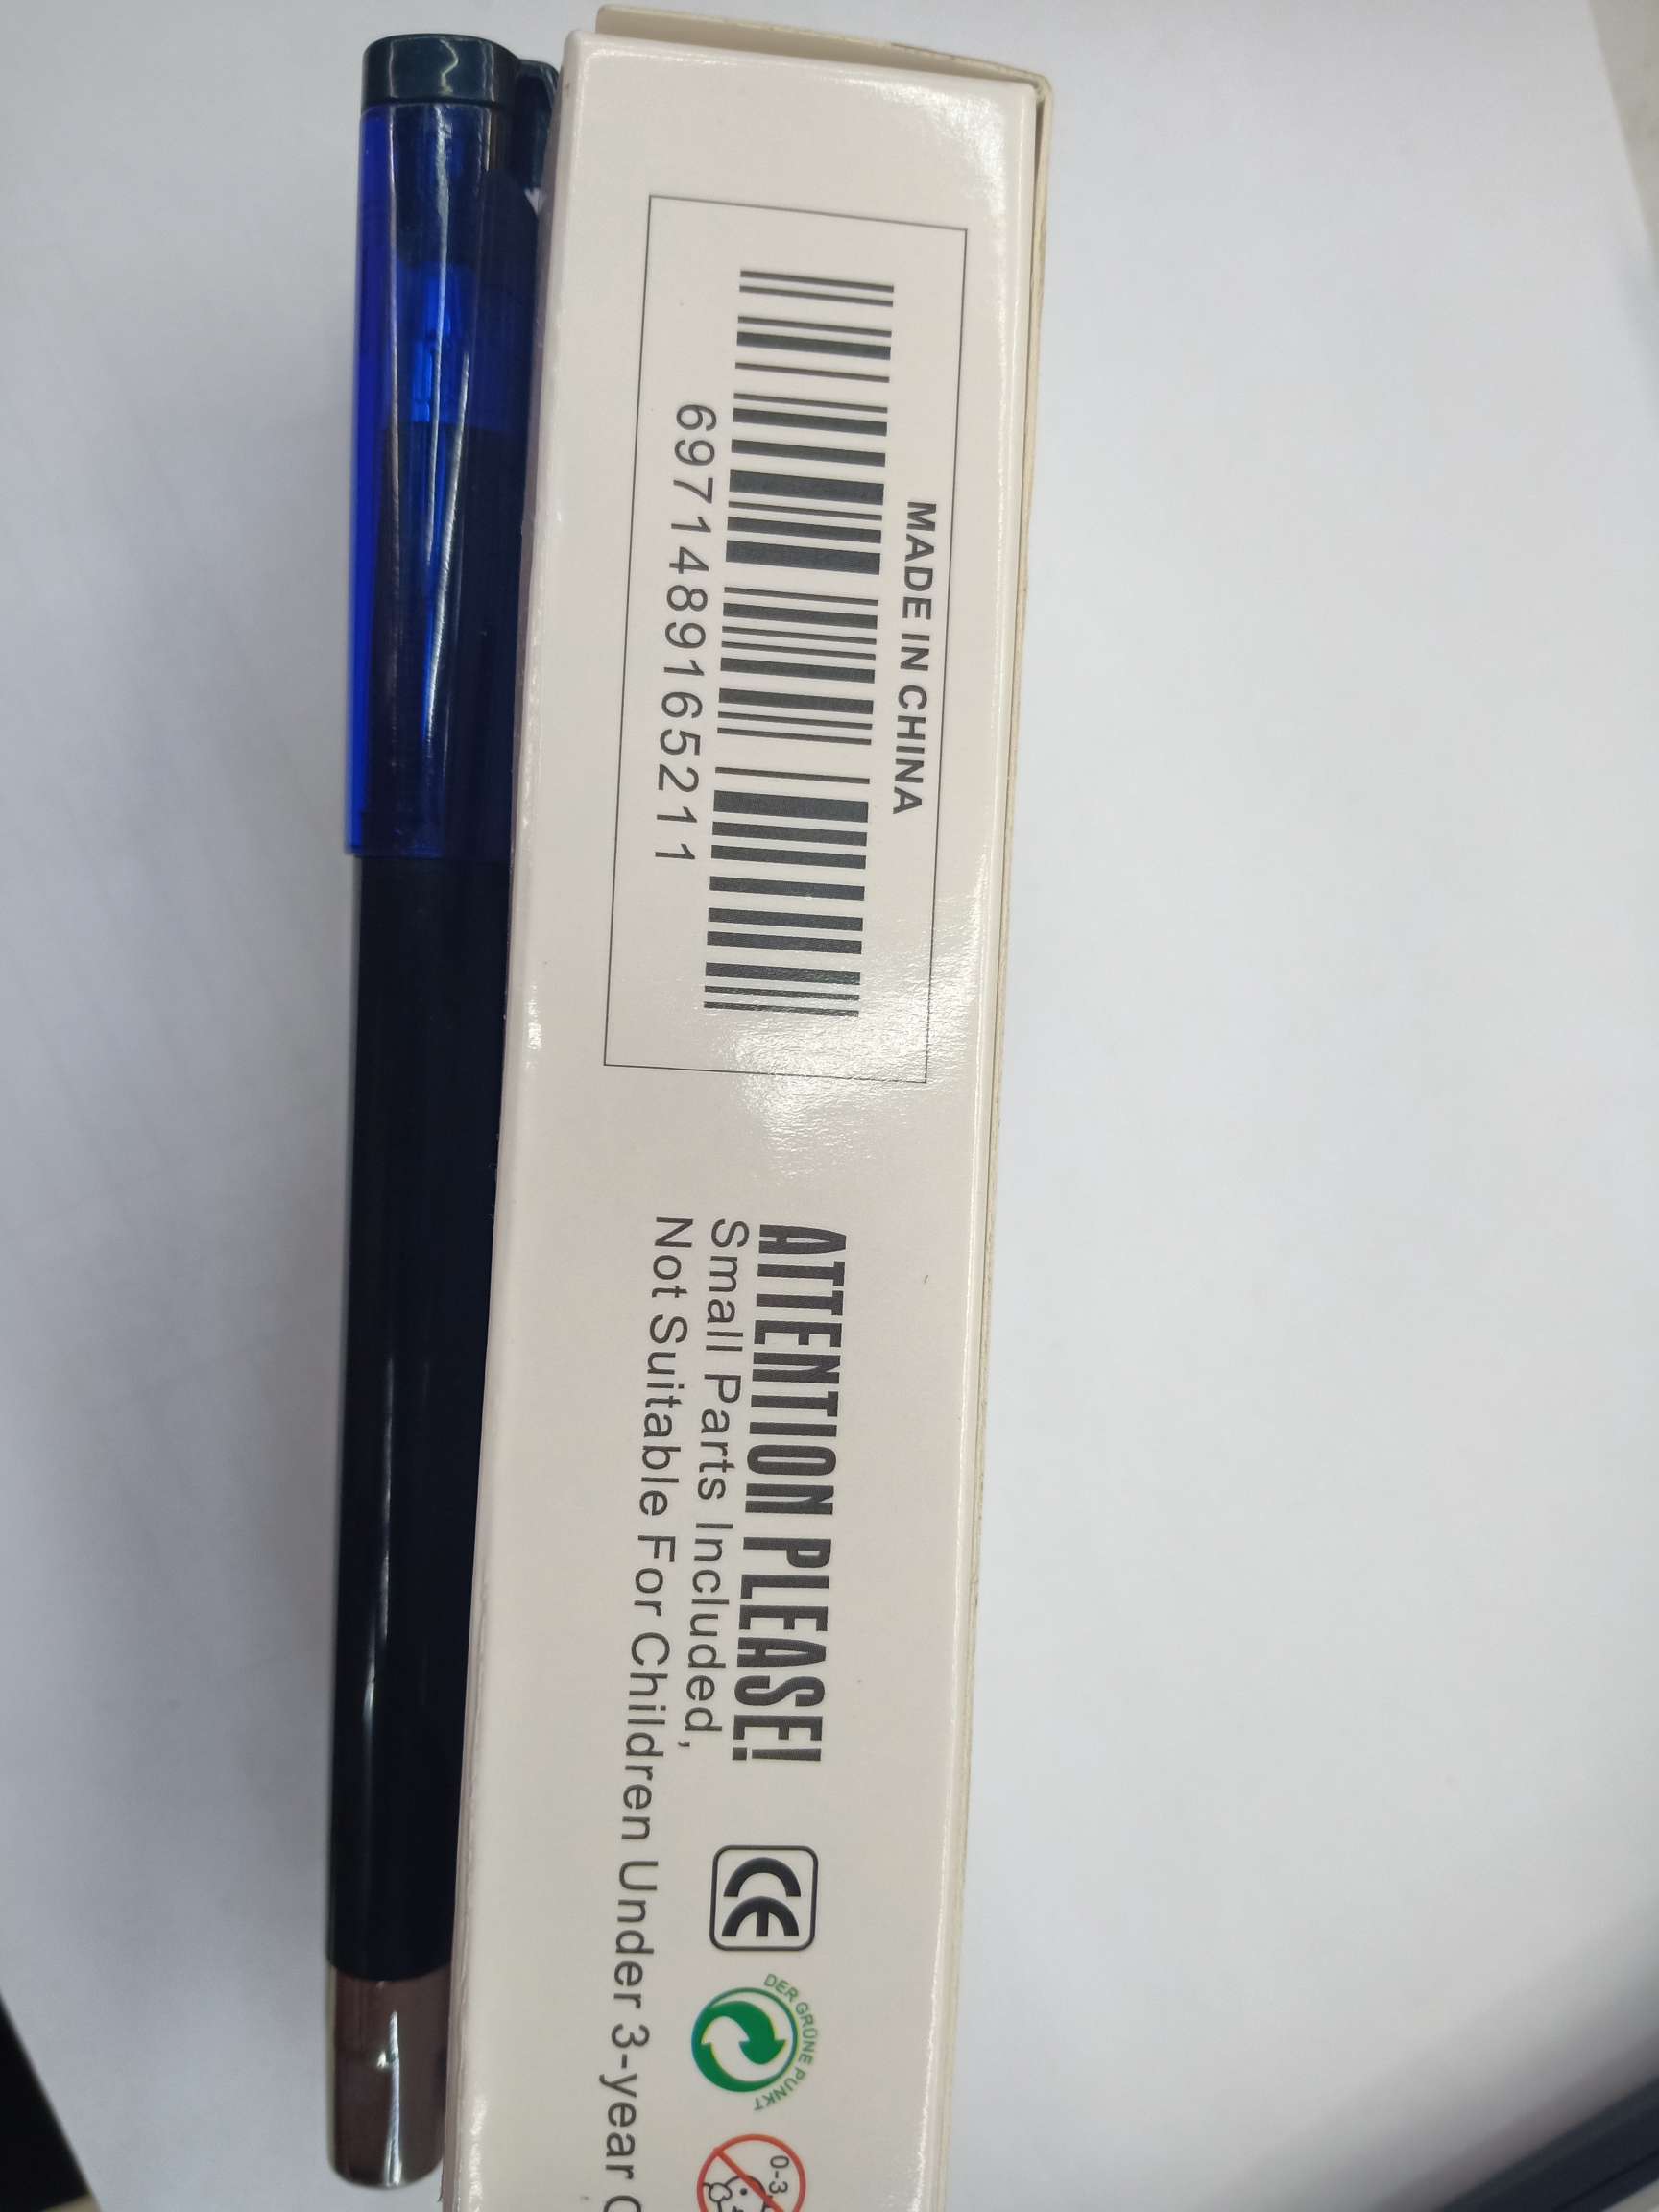 MADE IN CHINA
6971489165211
ATTENTION PLEASE!
Small Parts Included,
Not Suitable For Children Under 3-year
CE
DER GRÜNE PUNKT
0-3